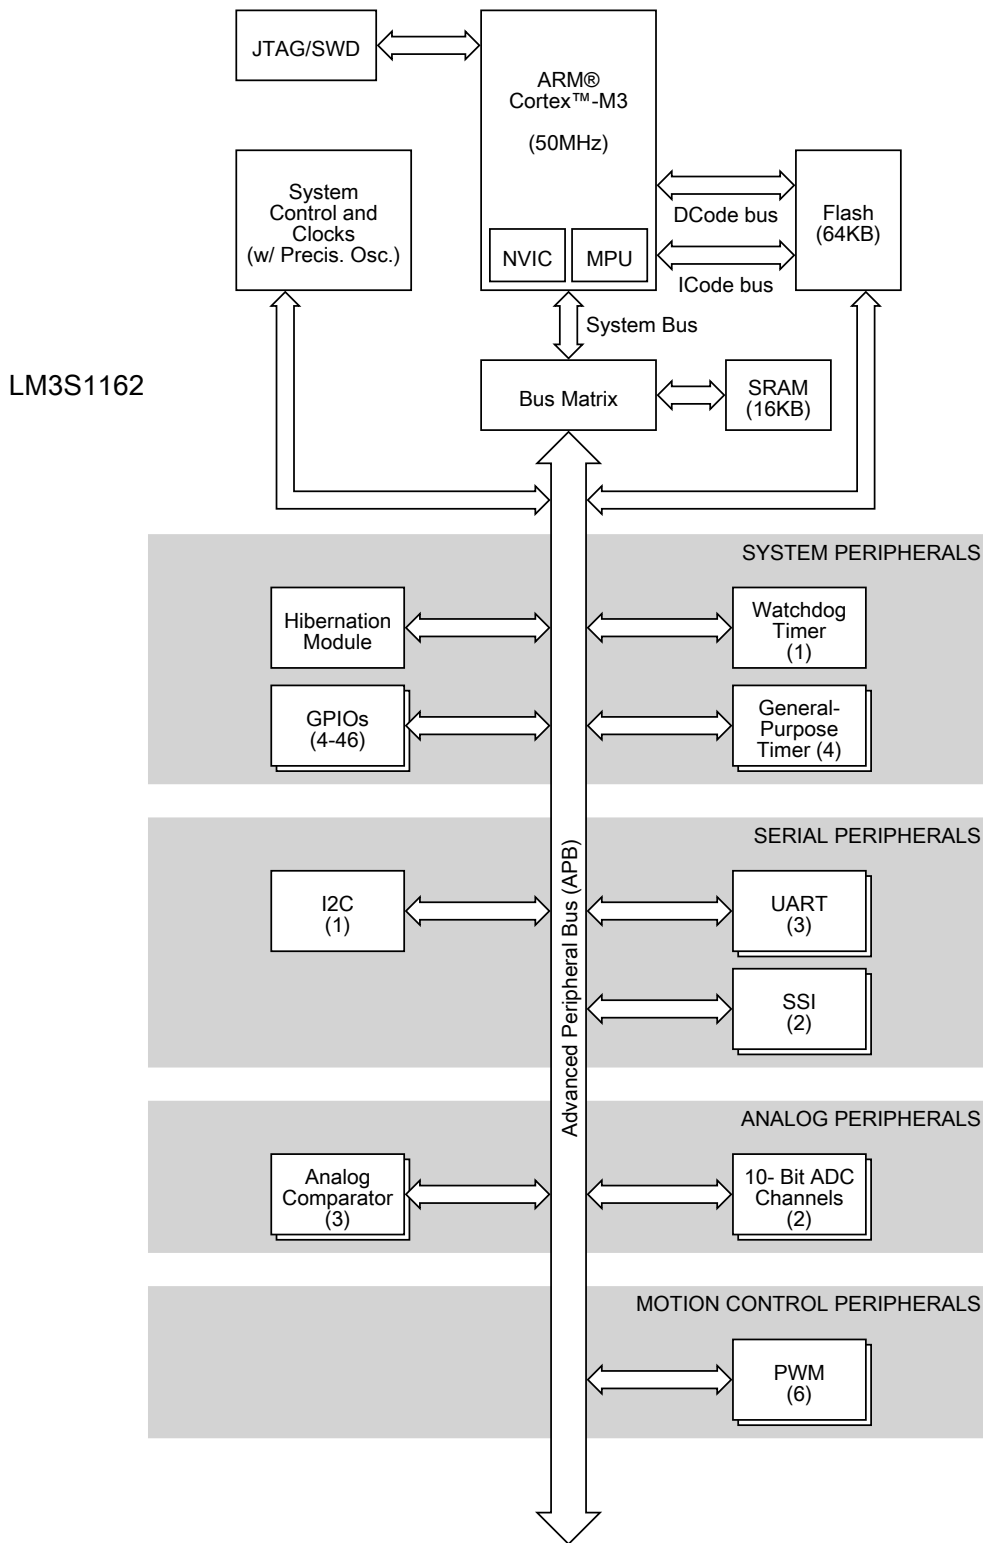 JTAG/SWD
ARM®
Cortex™-M3
(50MHz)
System
Control and
Clocks
(w/ Precis. Osc.)
DCode bus
Flash
(64KB)
NVIC
MPU
ICode bus
System Bus
LM3S1162
Bus Matrix
SRAM
(16KB)
SYSTEM PERIPHERALS
Hibernation
Module
Watchdog
Timer
(1)
GPIOs
(4-46)
General-
Purpose
Timer (4)
Advanced Peripheral Bus (APB)
SERIAL PERIPHERALS
I2C
(1)
UART
(3)
SSI
(2)
ANALOG PERIPHERALS
Analog
Comparator
(3)
10- Bit ADC
Channels
(2)
MOTION CONTROL PERIPHERALS
PWM
(6)